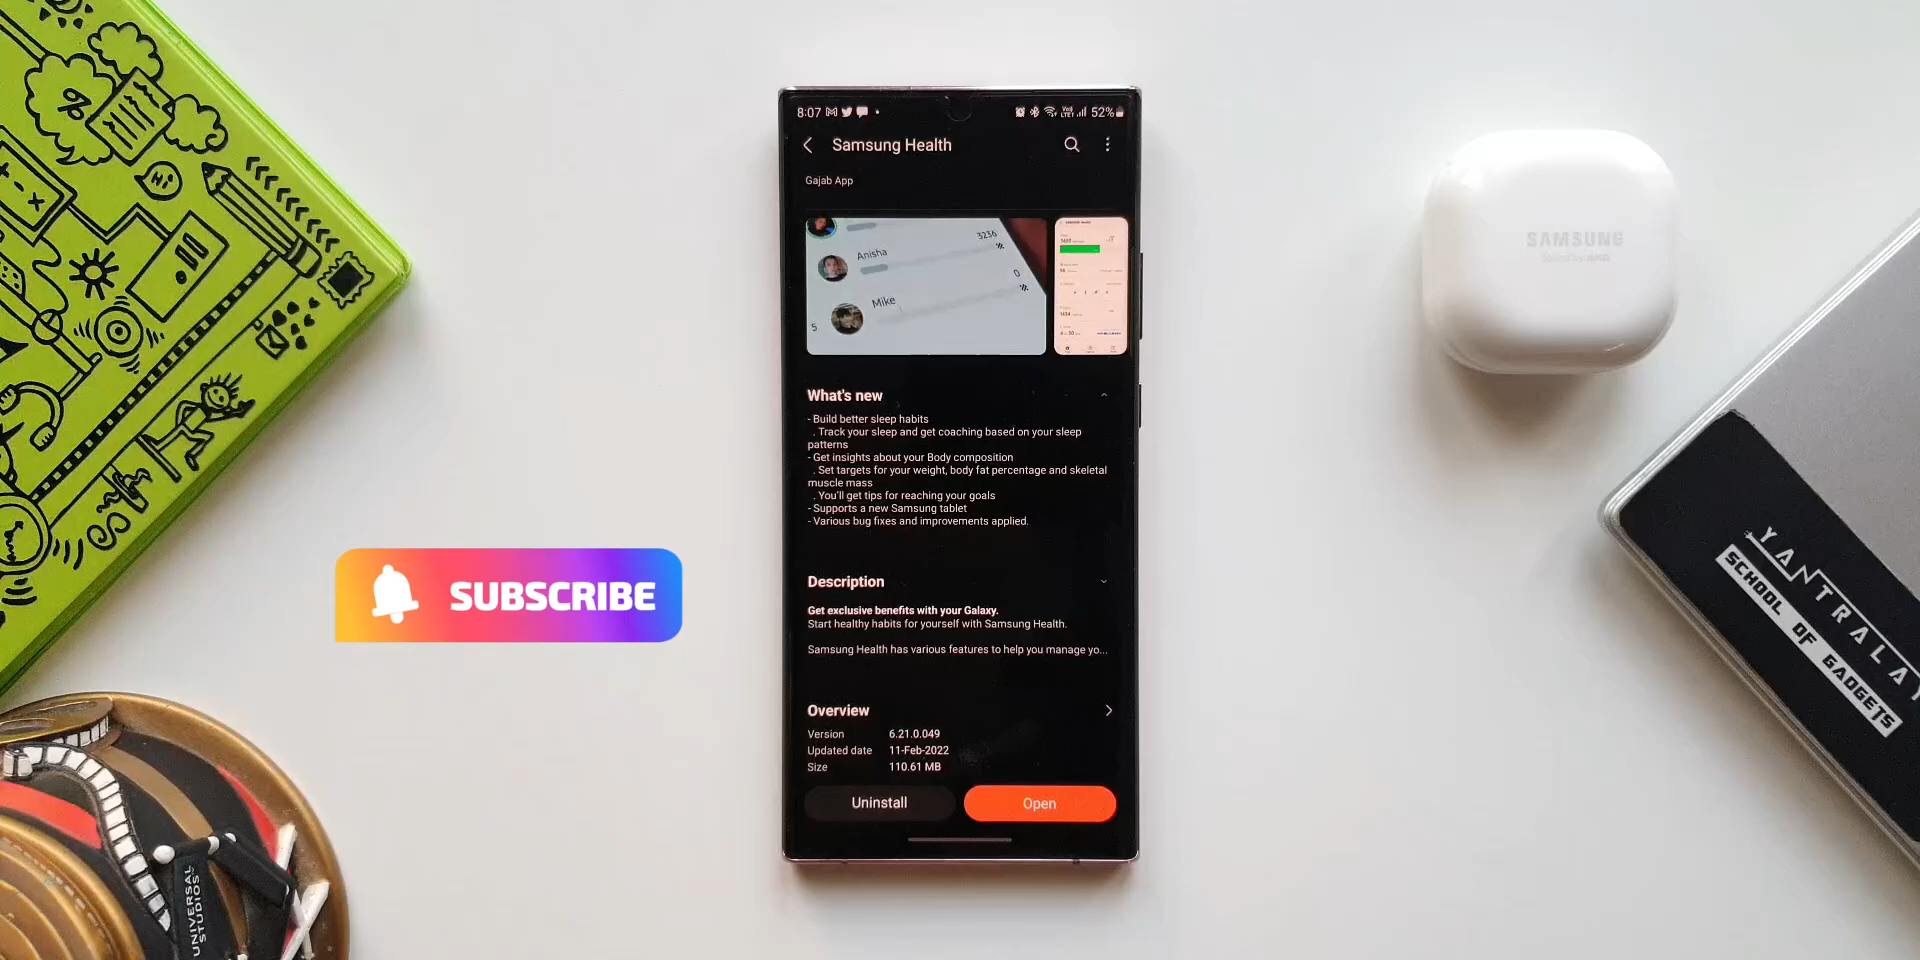 Hi
8:07
52%
Samsung Health
Gajab App
Anisha
3236
0
Mike
5
What's new
- Build better sleep habits
. Track your sleep and get coaching based on your sleep
patterns
- Get insights about your Body composition
. Set targets for your weight, body fat percentage and skeletal
muscle mass
. You'll get tips for reaching your goals
- Supports a new Samsung tablet
- Various bug fixes and improvements applied.
Description
Get exclusive benefits with your Galaxy.
Start healthy habits for yourself with Samsung Health.
Samsung Health has various features to help you manage yo...
Overview
Version 6.21.0.049
Updated date 11-Feb-2022
Size 110.61 MB
Uninstall
Open
SUBSCRIBE
SAMSUNG
YANTRALAY
SCHOOL OF GADGETS
UNIVERSAL
STUDIOS